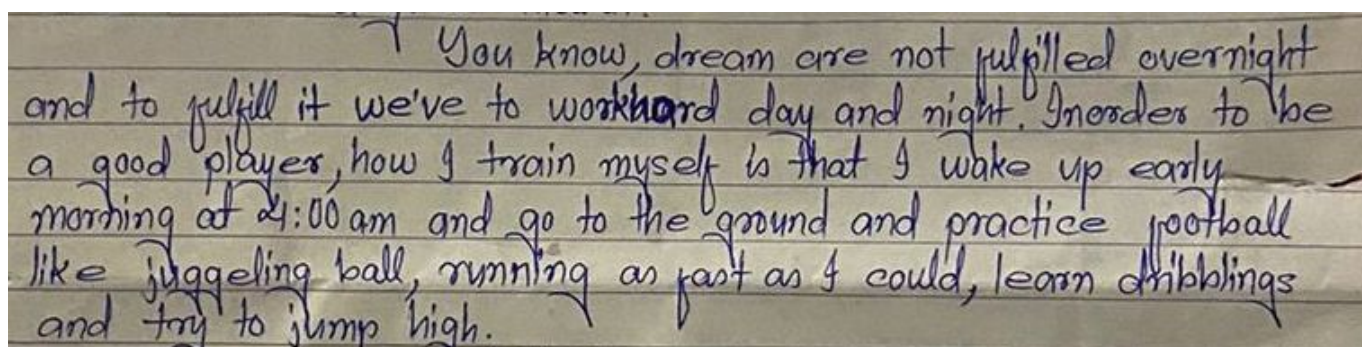 You know, dream are not fulfilled overnight
and to fulfill it we've to workhard day and night. Inorder to be
a good player, how I train myself is that I wake up early
morning at 4:00 am and go to the ground and practice football
like juggeling ball, running as fast as I could, learn dribblings
and try to jump high.